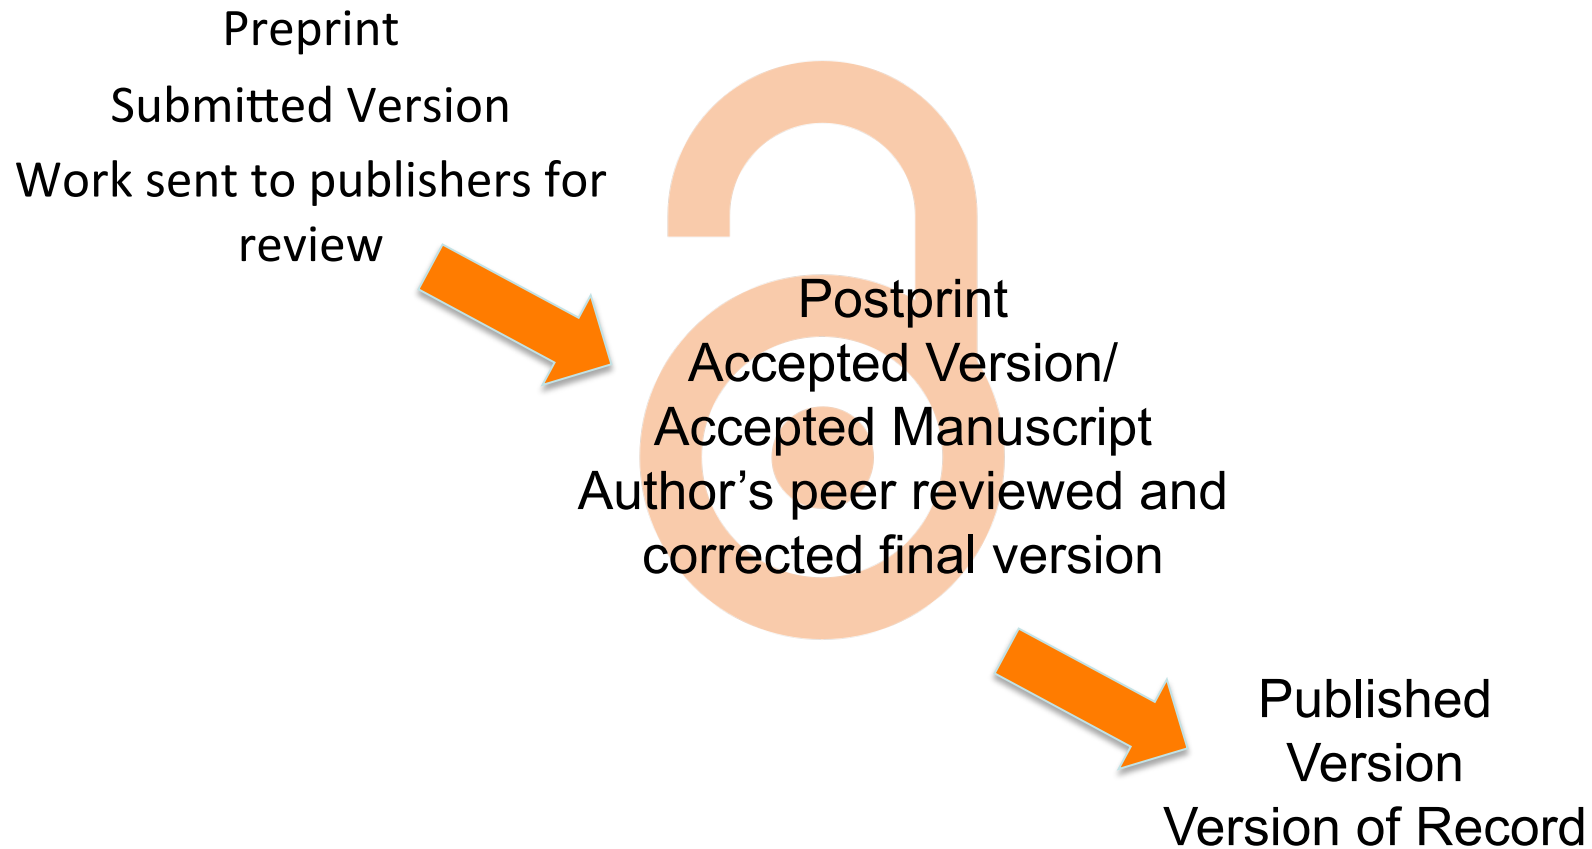 Preprint
Submitted Version
Work sent to publishers for
review
Postprint
Accepted Version/
Accepted Manuscript
Author’s peer reviewed and
corrected final version
Published
Version
Version of Record